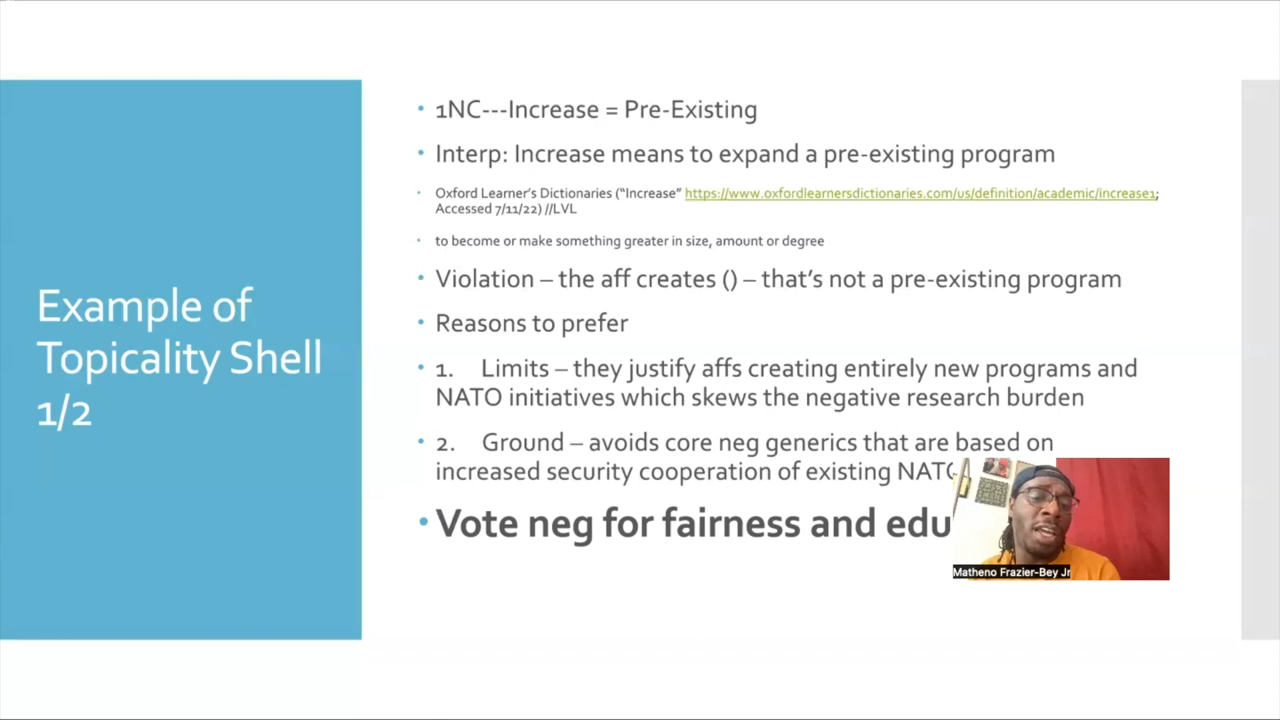 Example of
Topicality Shell
1/2
• 1NC---Increase = Pre-Existing
• Interp: Increase means to expand a pre-existing program
• Oxford Learner's Dictionaries ("Increase" https://www.oxfordlearnersdictionaries.com/us/definition/academic/increase1;
Accessed 7/11/22) //LVL
• to become or make something greater in size, amount or degree
• Violation – the aff creates () – that's not a pre-existing program
• Reasons to prefer
• 1. Limits – they justify affs creating entirely new programs and
NATO initiatives which skews the negative research burden
• 2. Ground – avoids core neg generics that are based on
increased security cooperation of existing
• Vote neg for fairness and
Matheno Frazier-Bey Jr